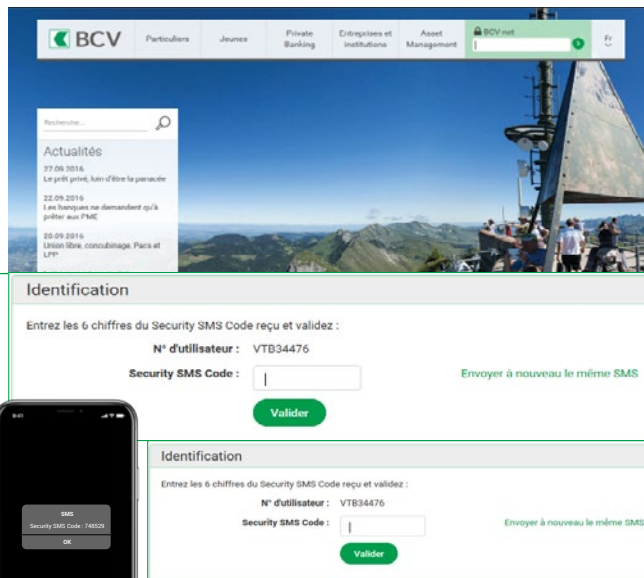 BCV
Particuliers
Jeunes
Private Banking
Entreprises et institutions
Asset Management
BCV-net
Fr
Recherche...
Actualités
27.09.2016
Le prêt privé, loin d'être la panacée
22.09.2016
Les banques ne demandent qu'à
prêter aux PME
20.09.2016
Union libre, concubinage, Pacs et
LPP
Identification
Entrez les 6 chiffres du Security SMS Code reçu et validez :
N° d'utilisateur : VTB34476
Security SMS Code :
Envoyer à nouveau le même SMS
Valider
9:41
SMS
Security SMS Code : 748529
OK
Identification
Entrez les 6 chiffres du Security SMS Code reçu et validez :
N° d'utilisateur : VTB34476
Security SMS Code :
Envoyer à nouveau le même SMS
Valider